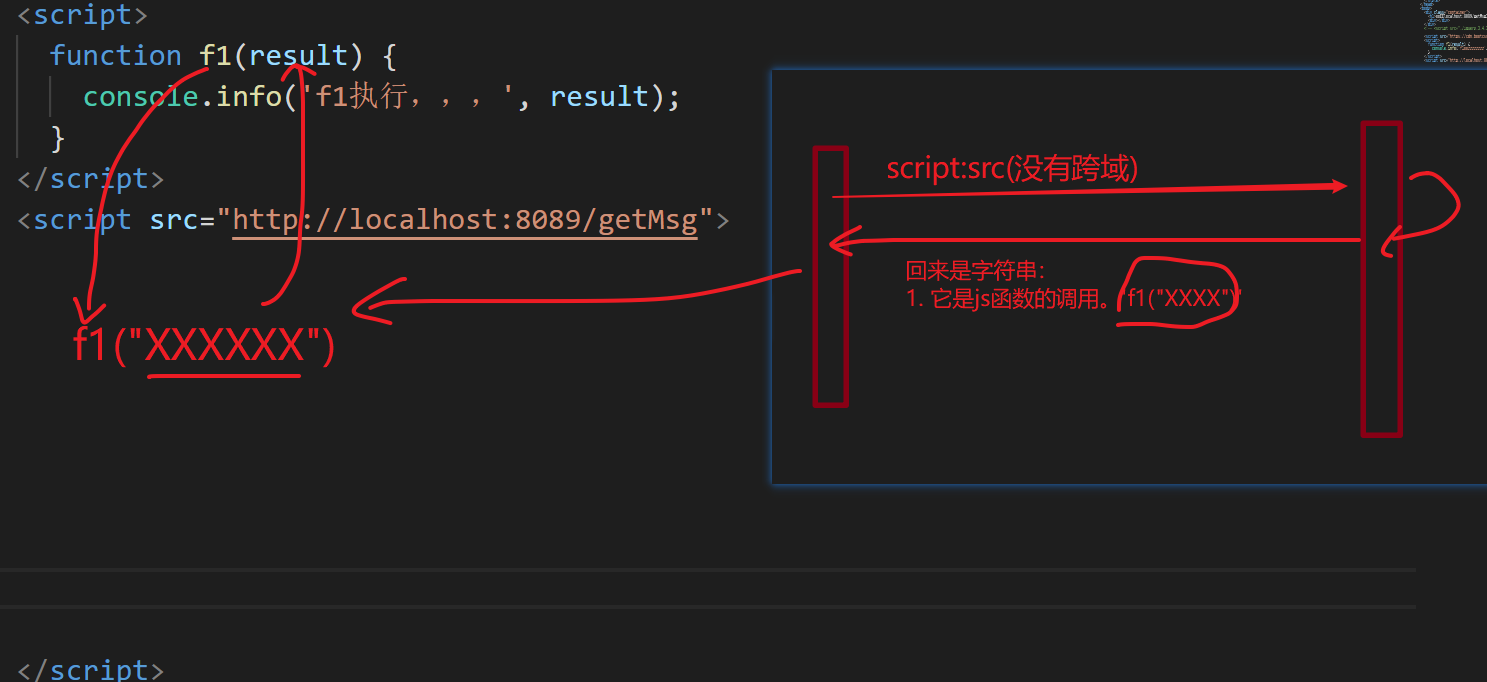 <script>
function f1(result) {
console.info('f1执行，，，', result);
}
</script>
<script src="http://localhost:8089/getMsg">
f1("XXXXXX")
</script>
script:src(没有跨域)
回来是字符串：
1. 它是js函数的调用。"f1("XXXX")"